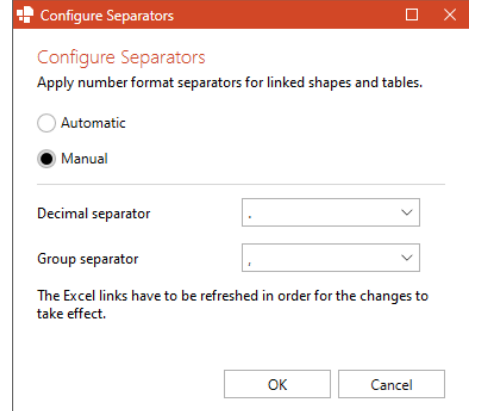 Configure Separators
Configure Separators
Apply number format separators for linked shapes and tables.
Automatic
Manual
Decimal separator .
Group separator ,
The Excel links have to be refreshed in order for the changes to
take effect.
OK Cancel